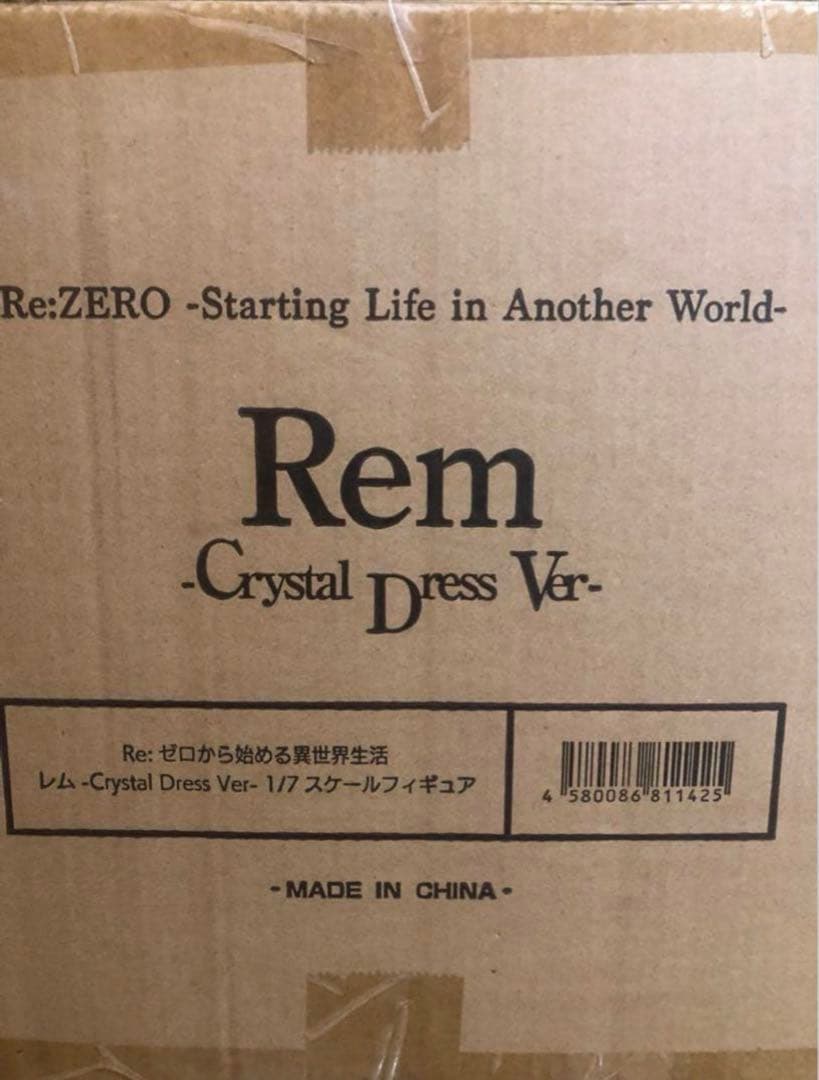 Re:ZERO -Starting Life in Another World-
Rem
-Crystal Dress Ver-
Re: ゼロから始める異世界生活
レム -Crystal Dress Ver- 1/7 スケールフィギュア
4 580086 811425
-MADE IN CHINA-